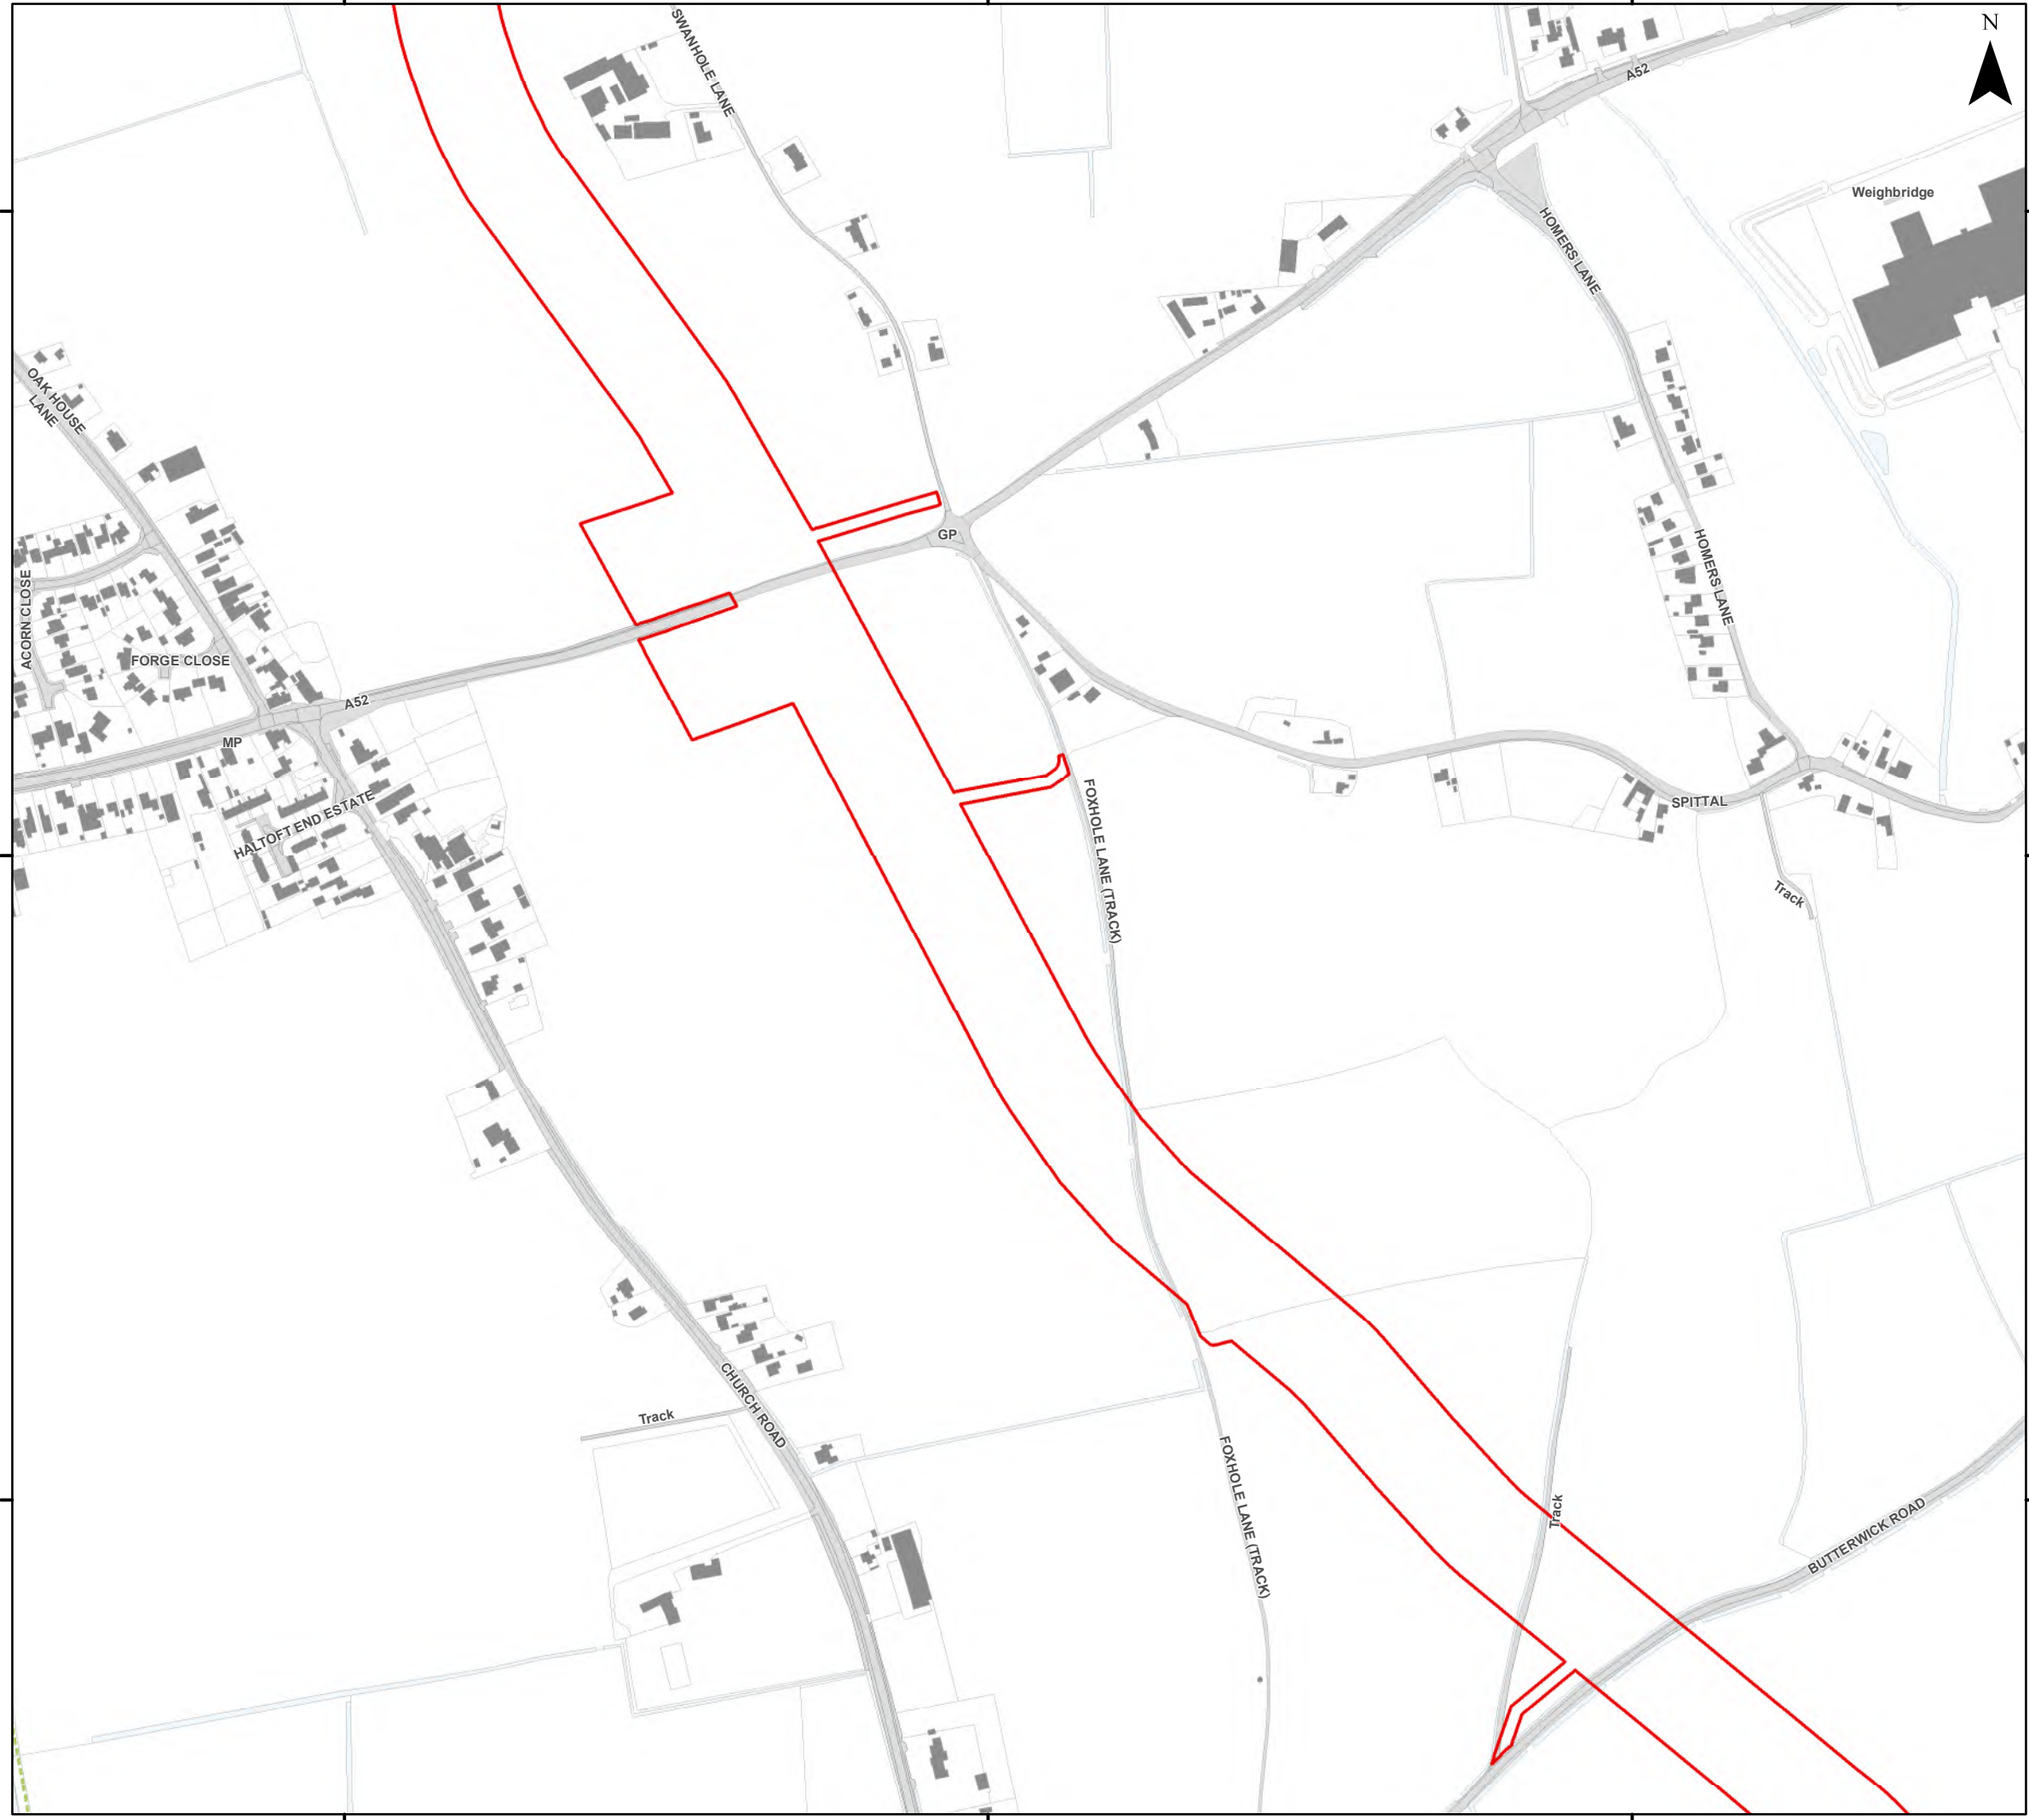 N
SWANHOLE LANE
A52
Weighbridge
HOMERS LANE
OAK HOUSE
LANE
GP
HOMERS LANE
ACORN CLOSE
FORGE CLOSE
A52
MP
HALTOFT END ESTATE
FOXHOLE LANE (TRACK)
SPITTAL
Track
CHURCH ROAD
Track
FOXHOLE LANE (TRACK)
Track
BUTTERWICK ROAD